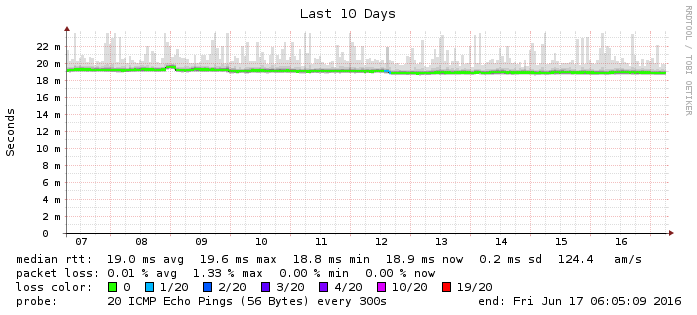 Last 10 Days
RRDTOOL / TOBI OETIKER
Seconds
22 m
20 m
18 m
16 m
14 m
12 m
10 m
8 m
6 m
4 m
2 m
0
07 08 09 10 11 12 13 14 15 16
median rtt: 19.0 ms avg 19.6 ms max 18.8 ms min 18.9 ms now 0.2 ms sd 124.4 am/s
packet loss: 0.01 % avg 1.33 % max 0.00 % min 0.00 % now
loss color: 0 1/20 2/20 3/20 4/20 10/20 19/20
probe: 20 ICMP Echo Pings (56 Bytes) every 300s end: Fri Jun 17 06:05:09 2016